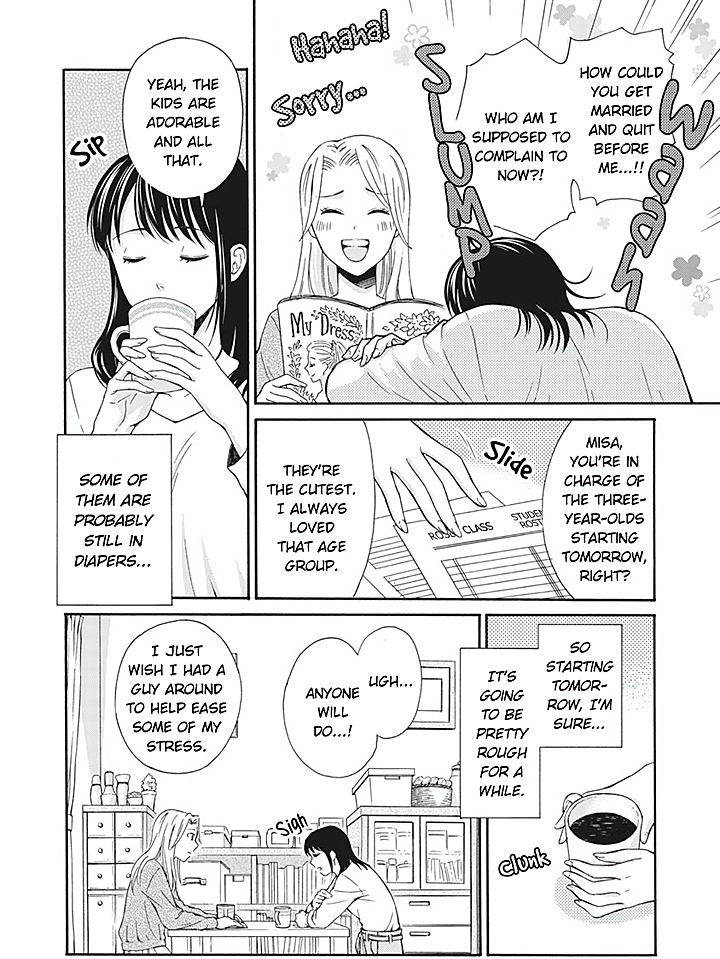 HOW COULD
YOU GET
MARRIED
AND QUIT
BEFORE
ME...!!
Waaah
WHO AM I
SUPPOSED TO
COMPLAIN TO
NOW?!
SLUMP
Hahaha!
Sorry...
My Dress
YEAH, THE
KIDS ARE
ADORABLE
AND ALL
THAT.
Sip
MISA,
YOU'RE IN
CHARGE OF
THE THREE-
YEAR-OLDS
STARTING
TOMORROW,
RIGHT?
Slide
CLASS
STUDEN
ROST
THEY'RE
THE CUTEST.
I ALWAYS
LOVED
THAT AGE
GROUP.
SOME OF
THEM ARE
PROBABLY
STILL IN
DIAPERS...
SO
STARTING
TOMOR-
ROW, I'M
SURE...
IT'S
GOING
TO BE
PRETTY
ROUGH
FOR A
WHILE.
clunk
UGH...
ANYONE
WILL
DO...!
I JUST
WISH I HAD A
GUY AROUND
TO HELP EASE
SOME OF MY
STRESS.
Sigh